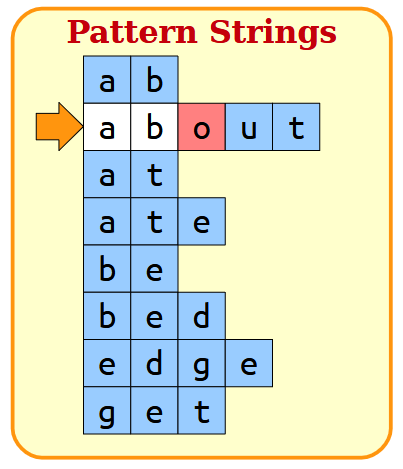 Pattern Strings
ab
about
at
ate
be
bed
edge
get